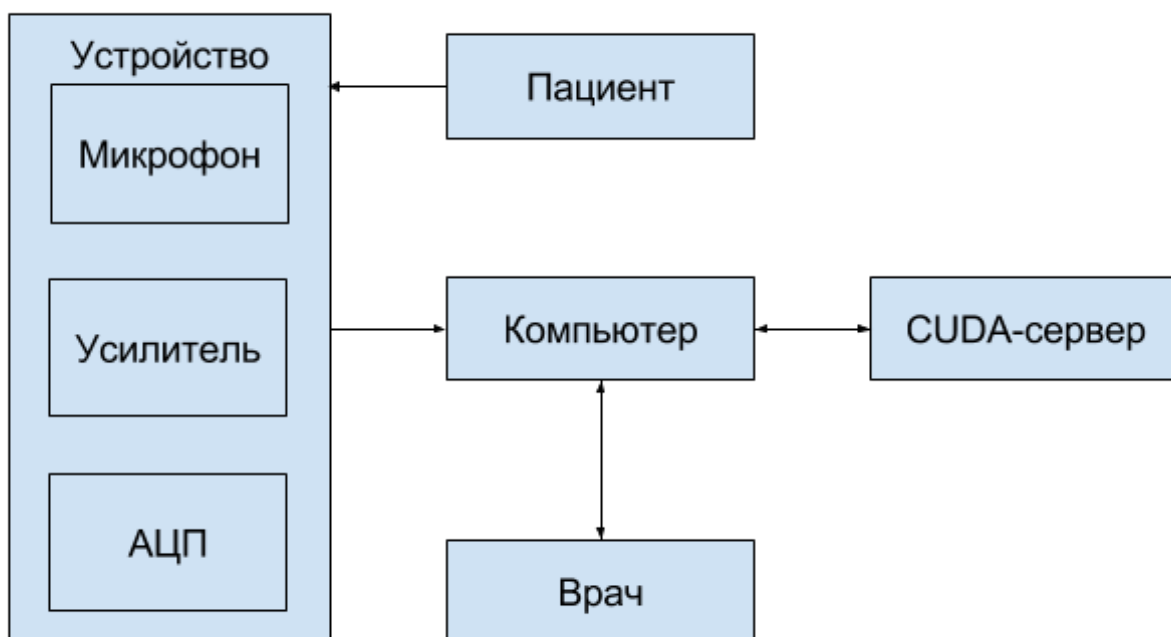 Устройство
Микрофон
Усилитель
АЦП
Пациент
Компьютер
CUDA-сервер
Врач